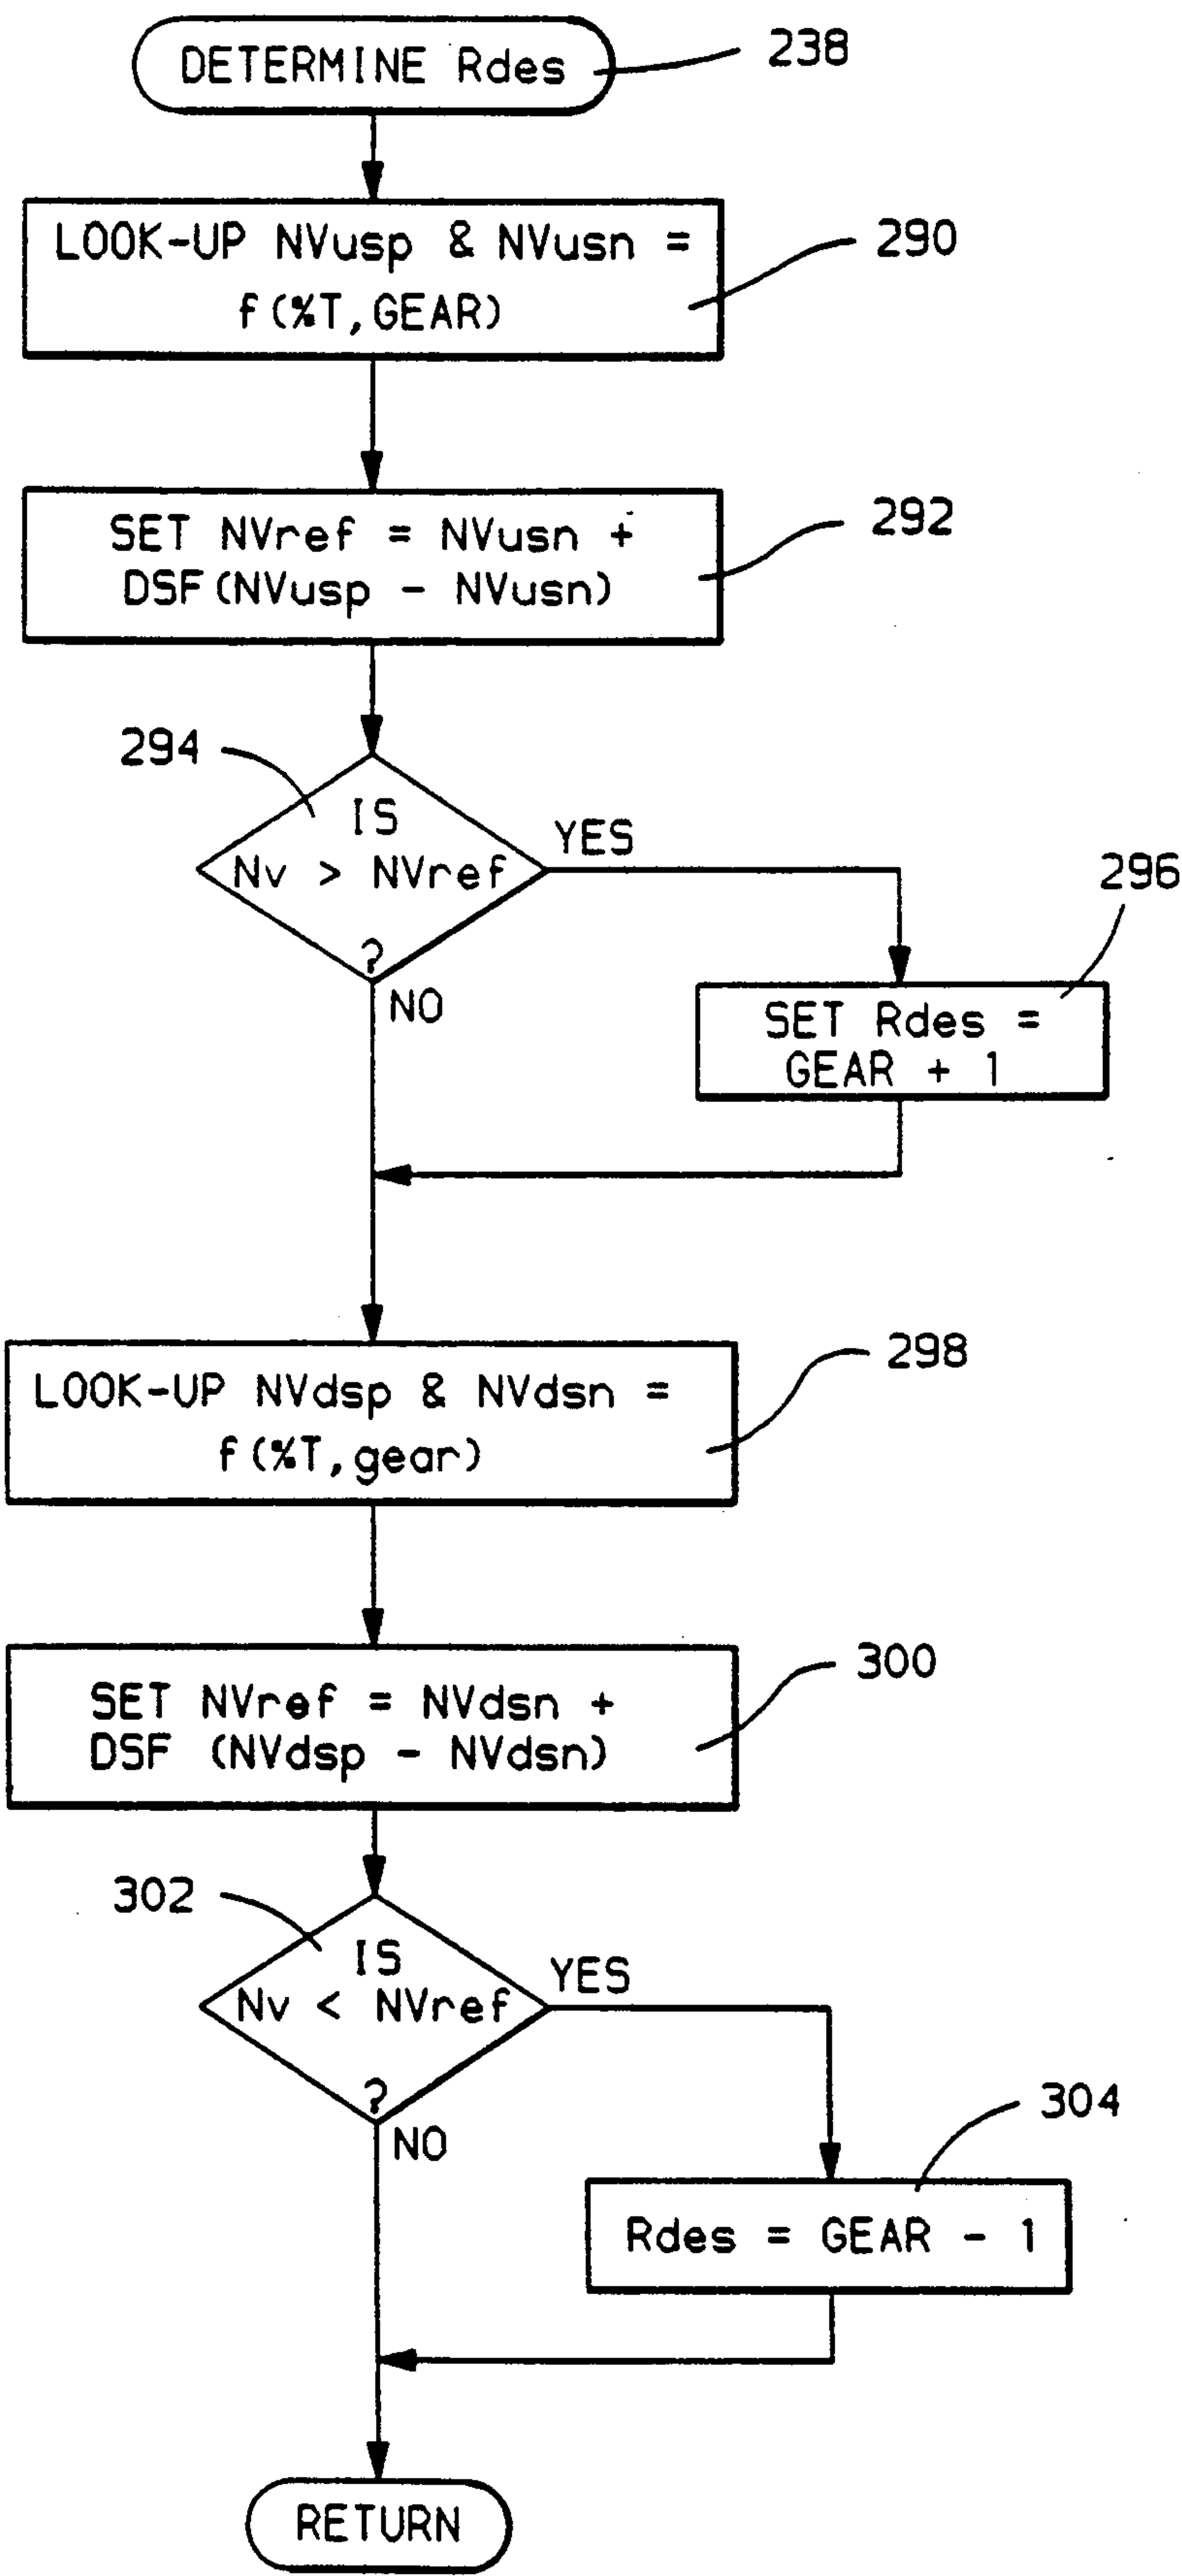 DETERMINE Rdes
238
LOOK-UP NVusp & NVusn =
f(%T,GEAR)
290
SET NVref = NVusn +
DSF(NVusp - NVusn)
292
294
IS
Nv > NVref
?
YES
NO
296
SET Rdes =
GEAR + 1
LOOK-UP NVdsp & NVdsn =
f(%T,gear)
298
SET NVref = NVdsn +
DSF (NVdsp - NVdsn)
300
302
IS
Nv < NVref
?
YES
NO
304
Rdes = GEAR - 1
RETURN